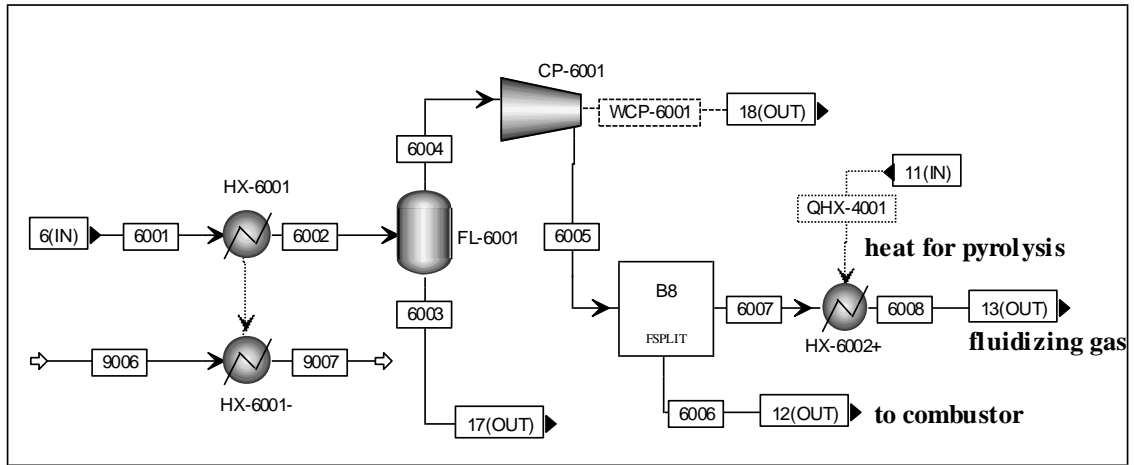 CP-6001
WCP-6001
18(OUT)
6004
11(IN)
HX-6001
QHX-4001
6(IN)
6001
6002
FL-6001
6005
heat for pyrolysis
B8
FSPLIT
6007
6008
13(OUT)
6003
HX-6002+
fluidizing gas
9006
9007
HX-6001-
17(OUT)
6006
12(OUT)
to combustor